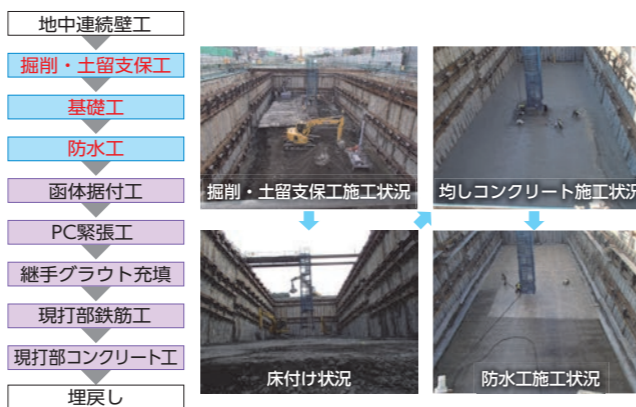 地中連続壁工
掘削・土留支保工
基礎工
防水工
函体据付工
PC緊張工
継手グラウト充填
現打部鉄筋工
現打部コンクリート工
埋戻し
掘削・土留支保工施工状況
均しコンクリート施工状況
床付け状況
防水工施工状況